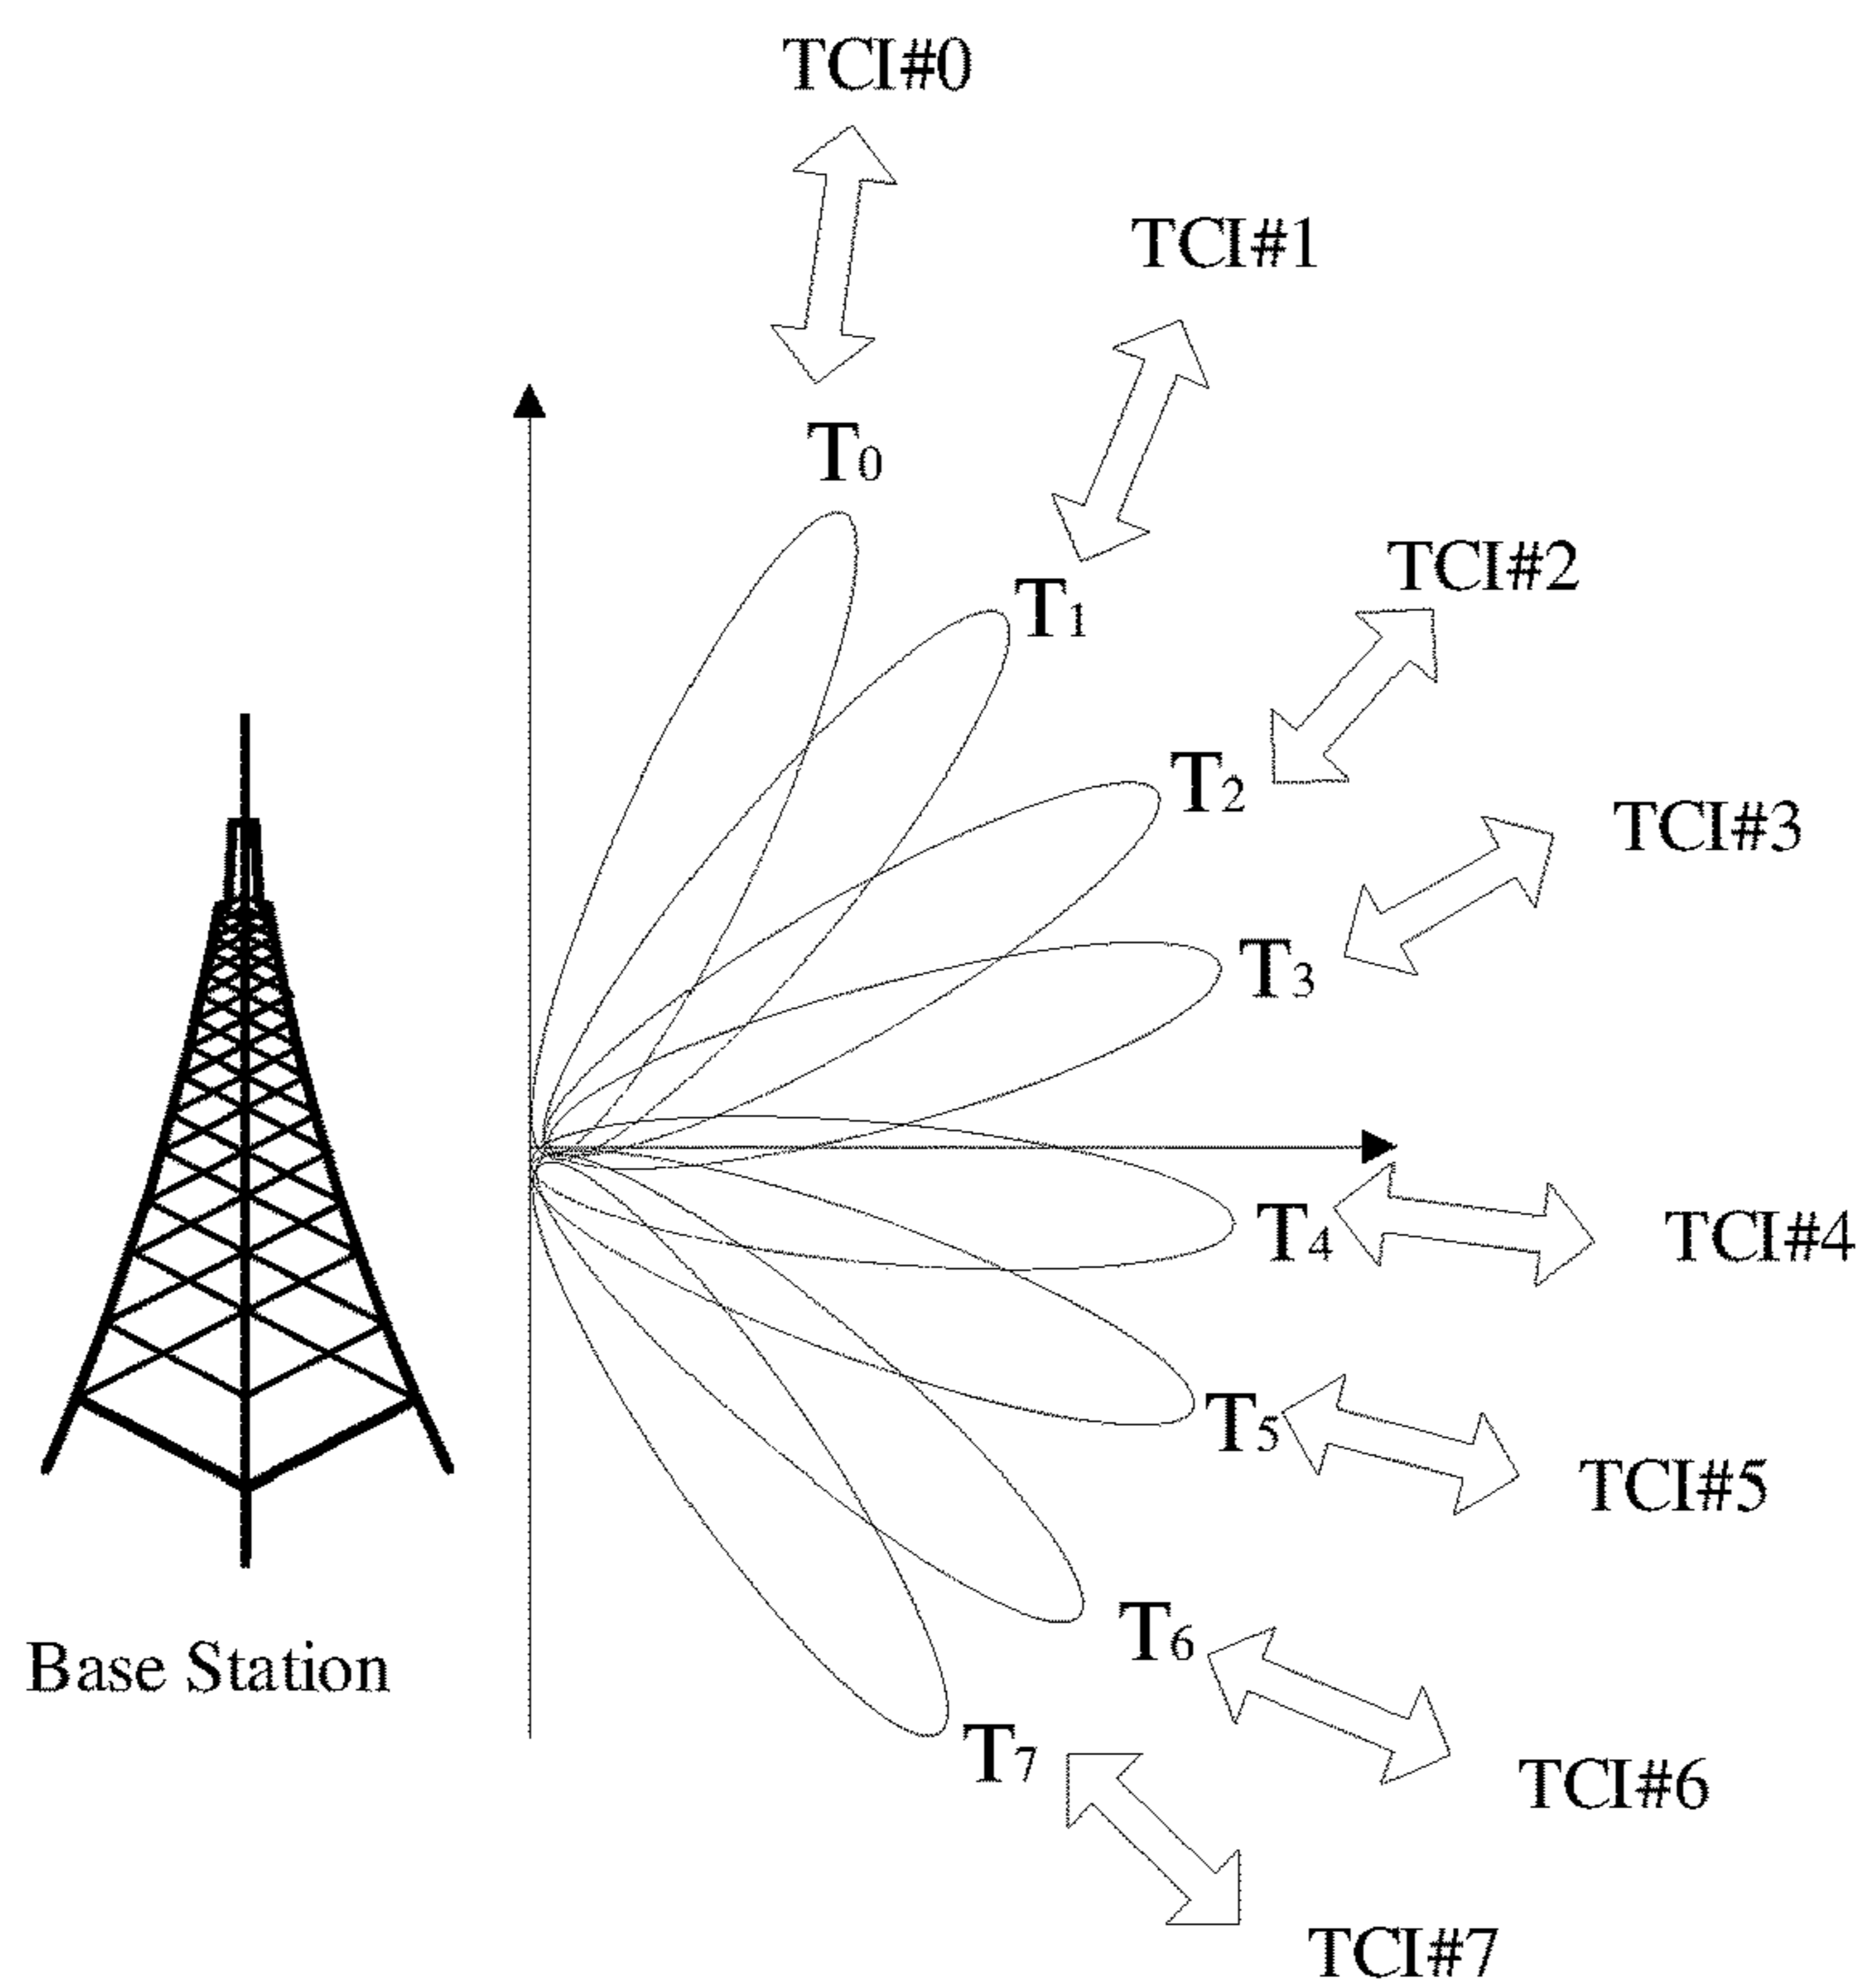 TCI#0
TCI#1
T0
TCI#2
T1
T2
TCI#3
T3
T4
TCI#4
T5
TCI#5
T6
Base Station
T7
TCI#6
TCI#7